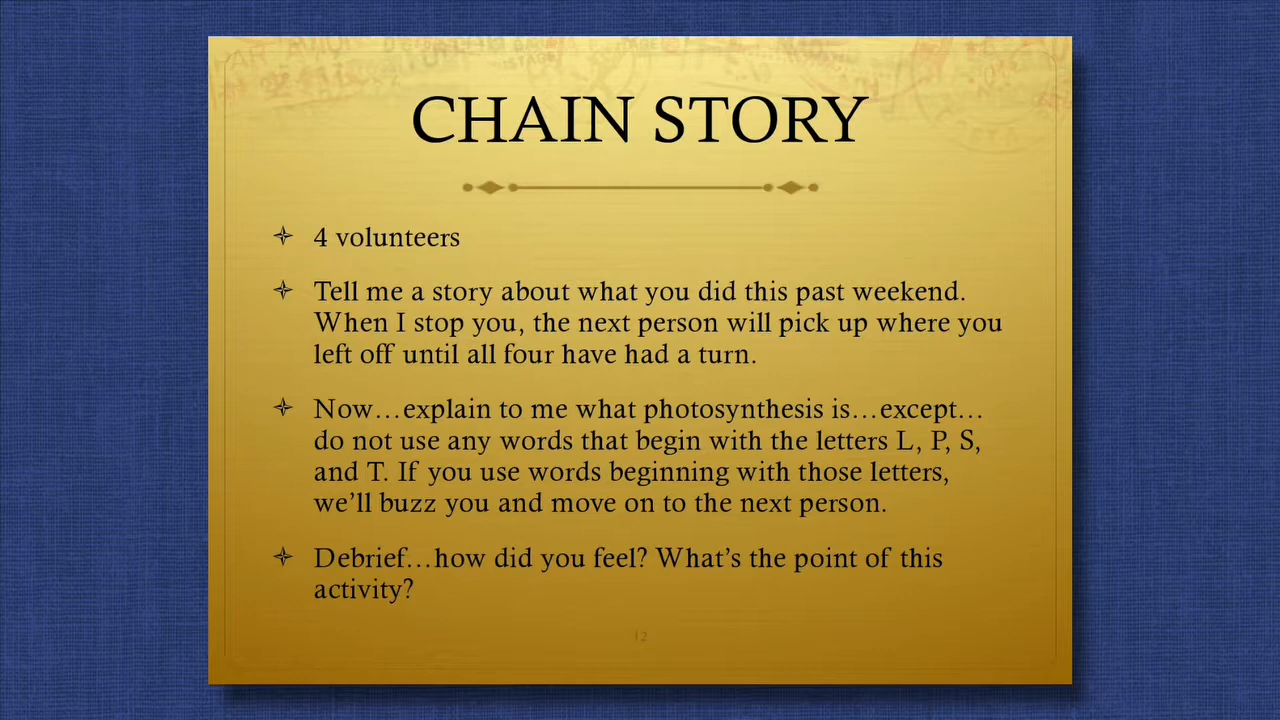 CHAIN STORY
4 volunteers
Tell me a story about what you did this past weekend.
When I stop you, the next person will pick up where you
left off until all four have had a turn.
Now…explain to me what photosynthesis is…except…
do not use any words that begin with the letters L, P, S,
and T. If you use words beginning with those letters,
we’ll buzz you and move on to the next person.
Debrief…how did you feel? What’s the point of this
activity?
12